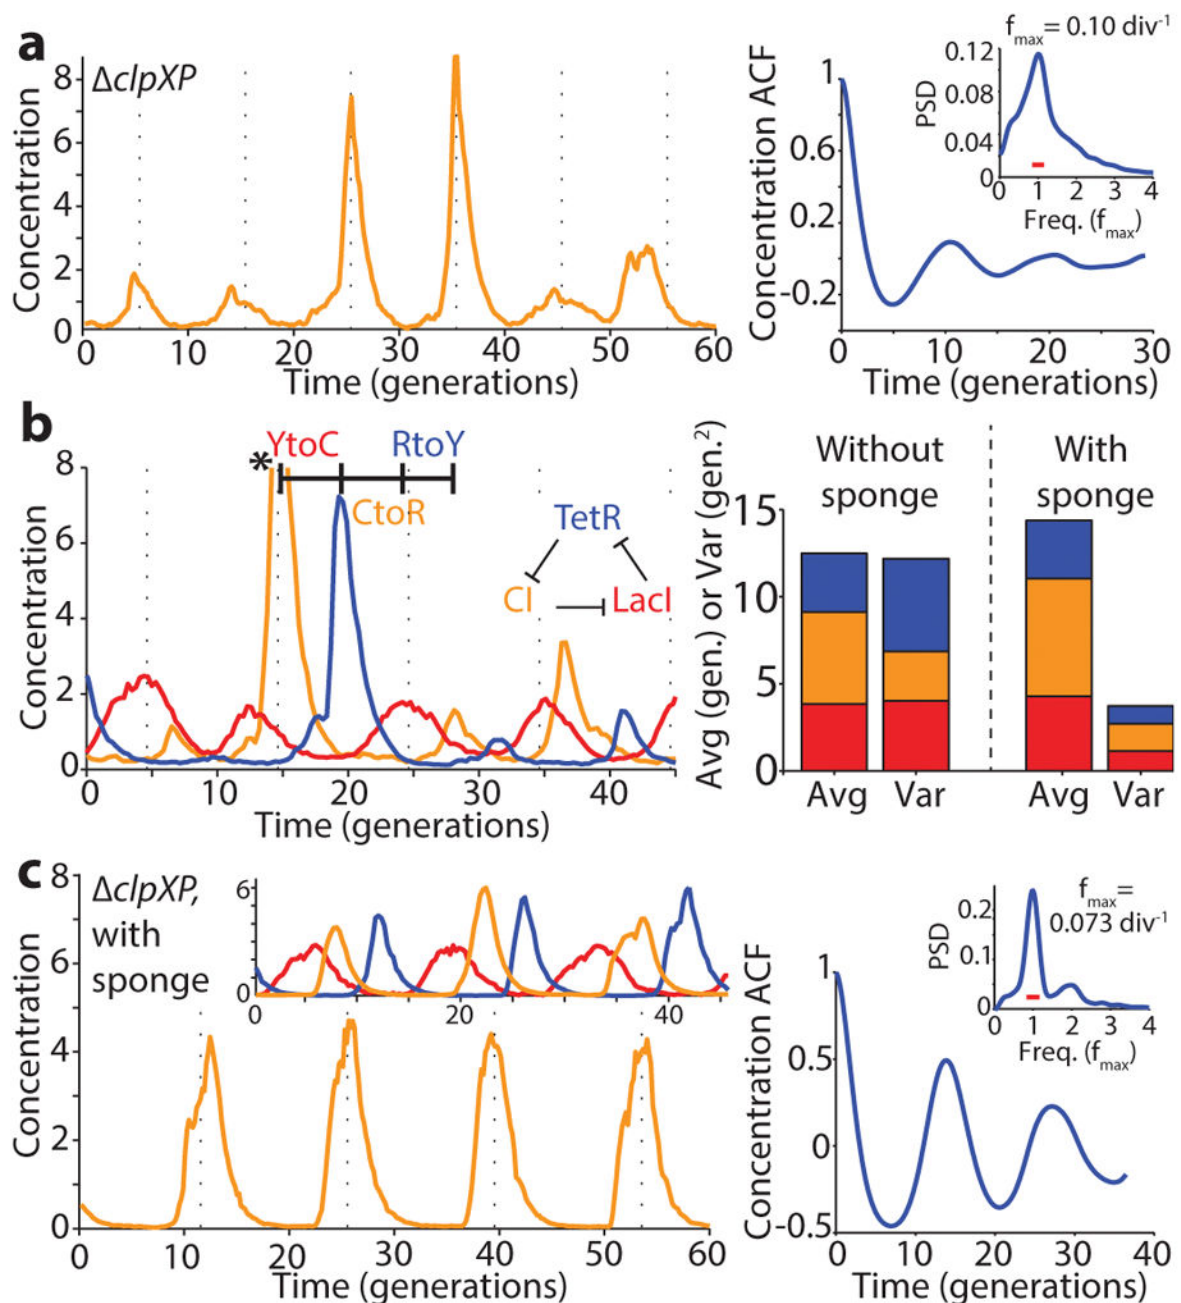 a
ΔclpXP
Concentration
8
6
4
2
0
0 10 20 30 40 50 60
Time (generations)
Concentration ACF
1
0.6
0.2
-0.2
0 10 20 30
Time (generations)
f_max = 0.10 div⁻¹
PSD
0.12
0.08
0.04
0
0 1 2 3 4
Freq. (f_max)
b
Concentration
8
6
4
2
0
0 10 20 30 40
Time (generations)
*
YtoC
RtoY
CtoR
TetR
CI
LacI
Avg (gen.) or Var (gen.²)
15
10
5
0
Without
sponge
With
sponge
Avg Var Avg Var
c
ΔclpXP,
with
sponge
Concentration
8
6
4
2
0
0 10 20 30 40 50 60
Time (generations)
6
0
0 20 40
Concentration ACF
1
0.5
0
-0.5
0 10 20 30 40
Time (generations)
f_max =
0.073 div⁻¹
PSD
0.2
0.1
0
0 1 2 3 4
Freq. (f_max)